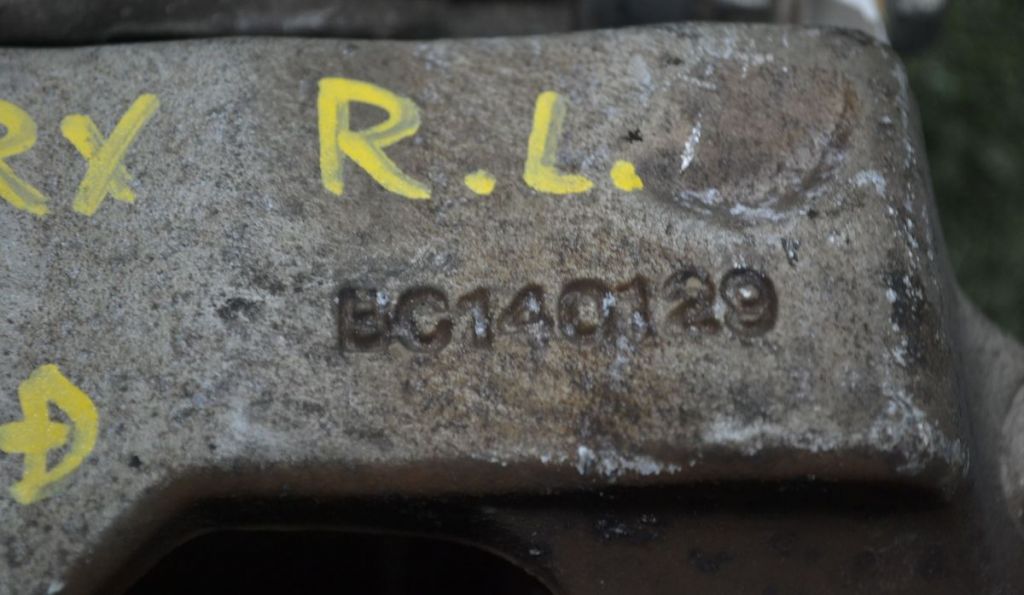 RX R.L.
BC140129
D